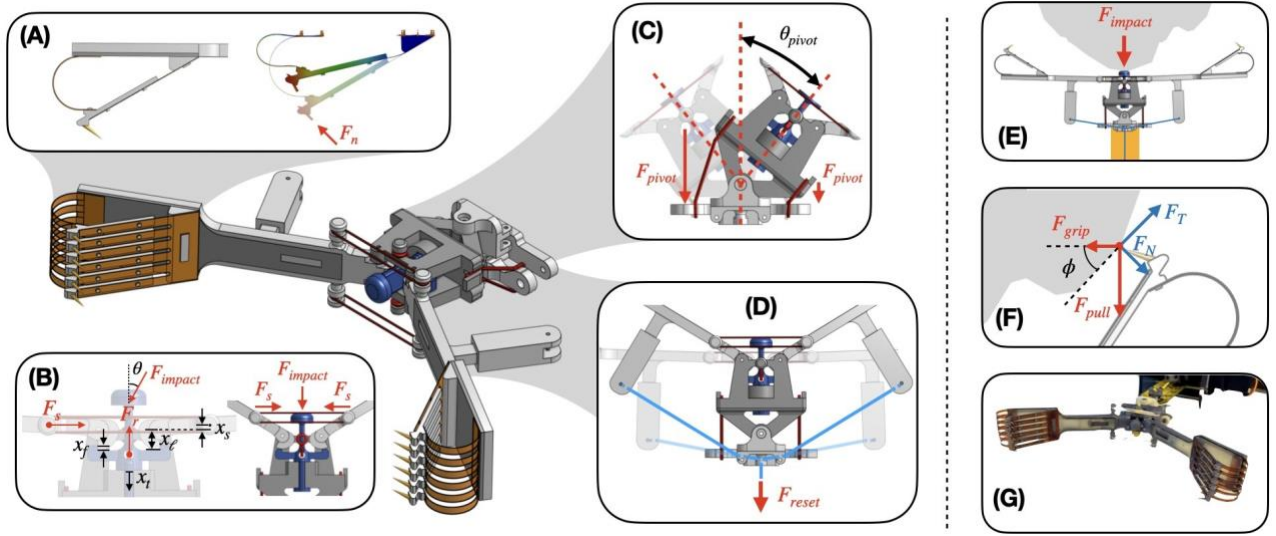 (A)
F_n
(B)
θ
F_impact
F_s
F_r
x_s
x_f
x_ℓ
x_t
F_impact
F_s
F_s
(C)
θ_pivot
F_pivot
F_pivot
(D)
F_reset
F_impact
(E)
F_T
F_grip
F_N
ϕ
F_pull
(F)
(G)